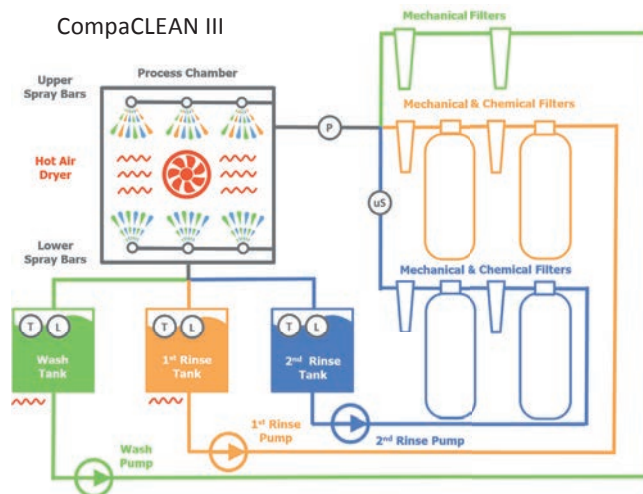 CompaCLEAN III
Mechanical Filters
Upper
Spray Bars
Process Chamber
Hot Air
Dryer
Lower
Spray Bars
P
Mechanical & Chemical Filters
uS
Mechanical & Chemical Filters
T L
Wash
Tank
T L
1st Rinse
Tank
T L
2nd Rinse
Tank
1st Rinse
Pump
2nd Rinse Pump
Wash
Pump